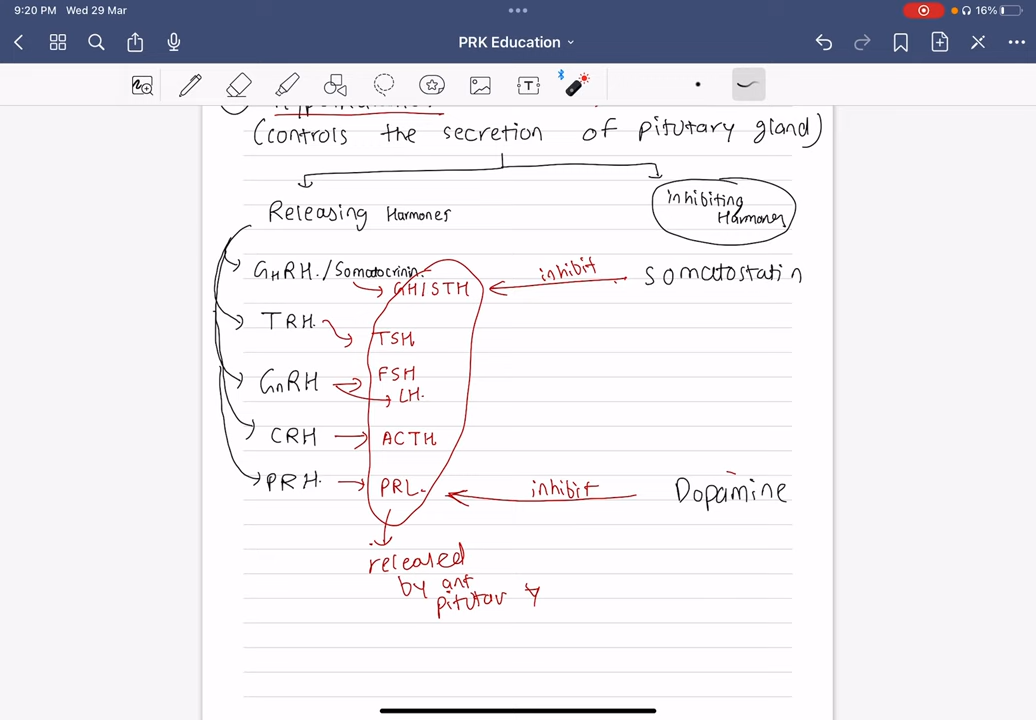 9:20 PM Wed 29 Mar
16%
PRK Education
(controls the secretion of pitutary gland)
Releasing Harmones
inhibiting
Harmones
GHRH./Somatocrinin.
GH/STH
inhibit
somatostatin
TRH.
TSH
GnRH
FSH
LH.
CRH
ACTH
PRH.
PRL.
inhibit
Dopamine
released
by ant
pitutar y